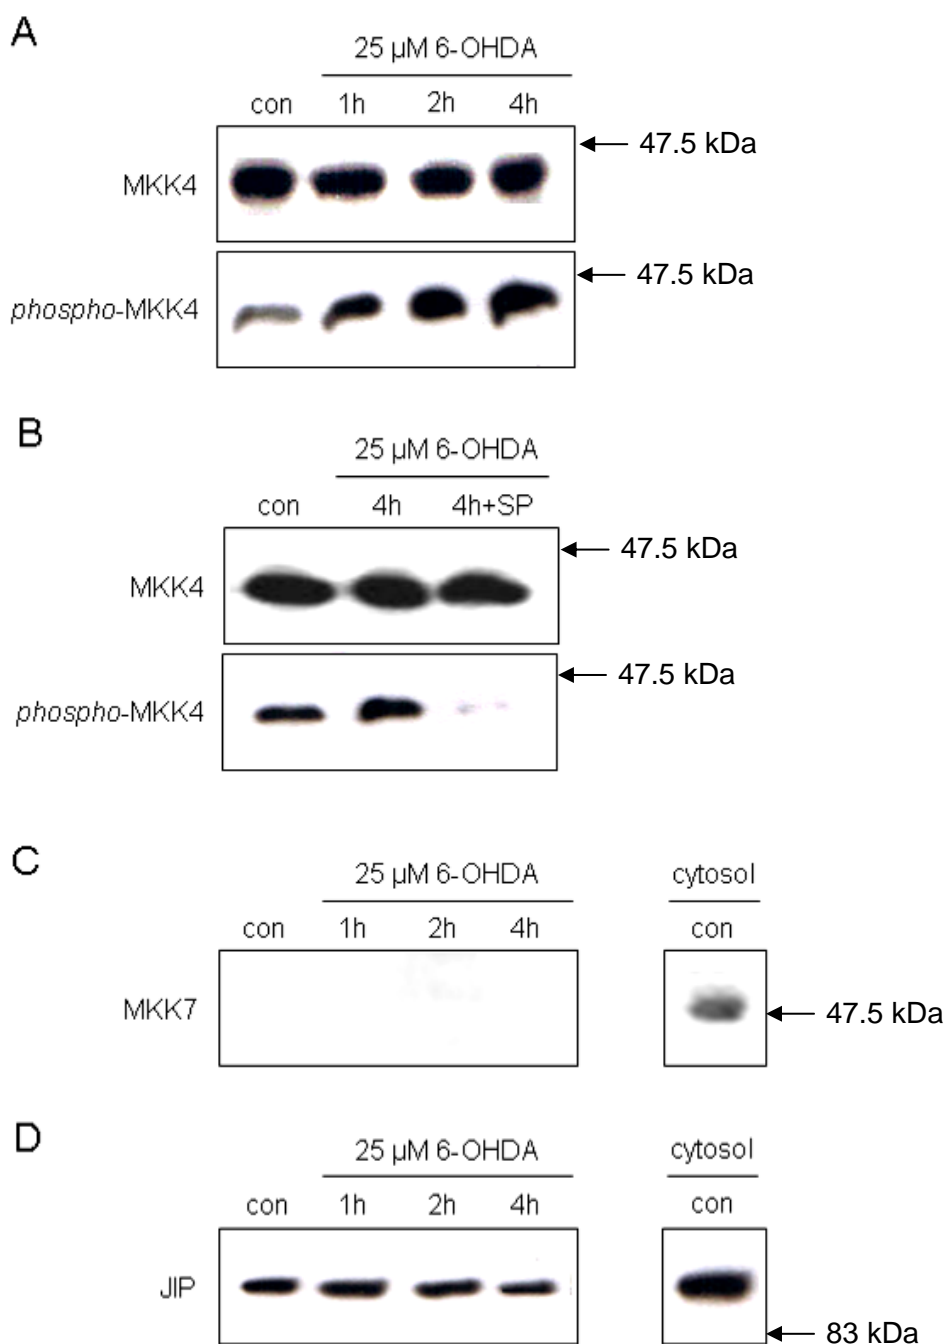 A
25 µM 6-OHDA
con 1h 2h 4h
MKK4
47.5 kDa
phospho-MKK4
47.5 kDa
B
25 µM 6-OHDA
con 4h 4h+SP
MKK4
47.5 kDa
phospho-MKK4
47.5 kDa
C
25 µM 6-OHDA cytosol
con 1h 2h 4h con
MKK7
47.5 kDa
D
25 µM 6-OHDA cytosol
con 1h 2h 4h con
JIP
83 kDa